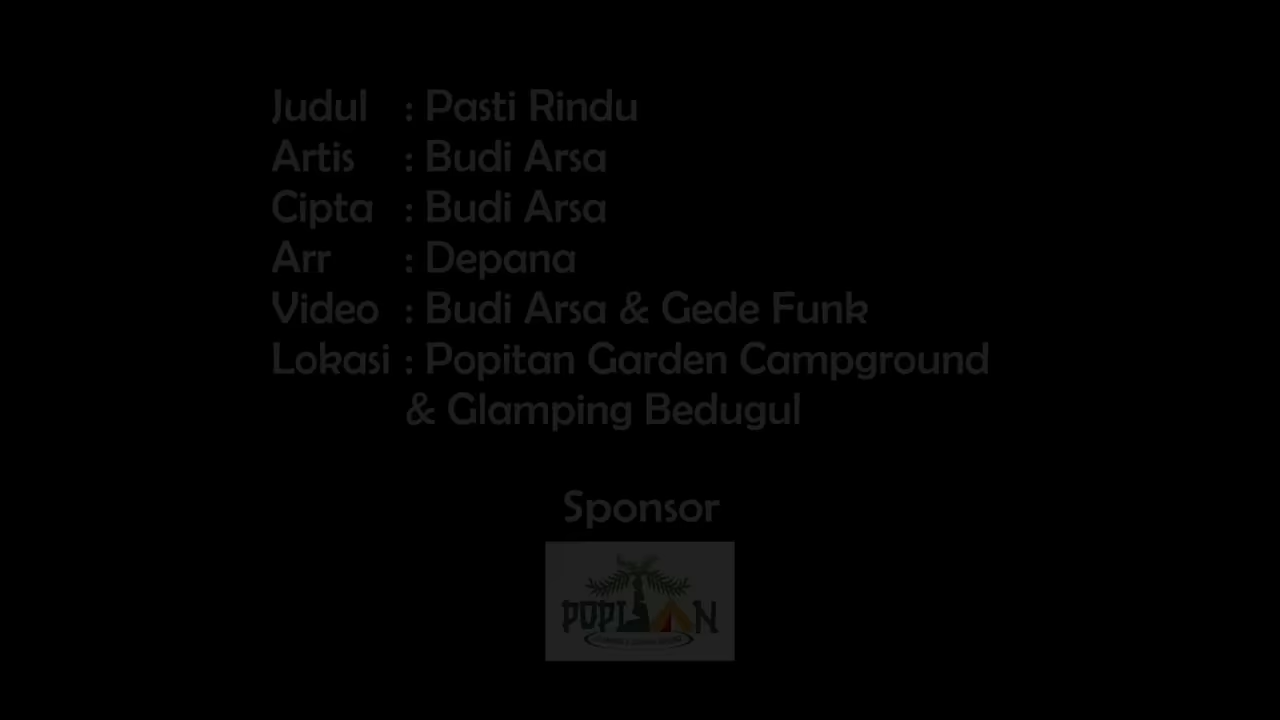 Judul : Pasti Rindu
Artis : Budi Arsa
Cipta : Budi Arsa
Arr : Depana
Video : Budi Arsa & Gede Funk
Lokasi : Popitan Garden Campground
& Glamping Bedugul
Sponsor
POPITAN